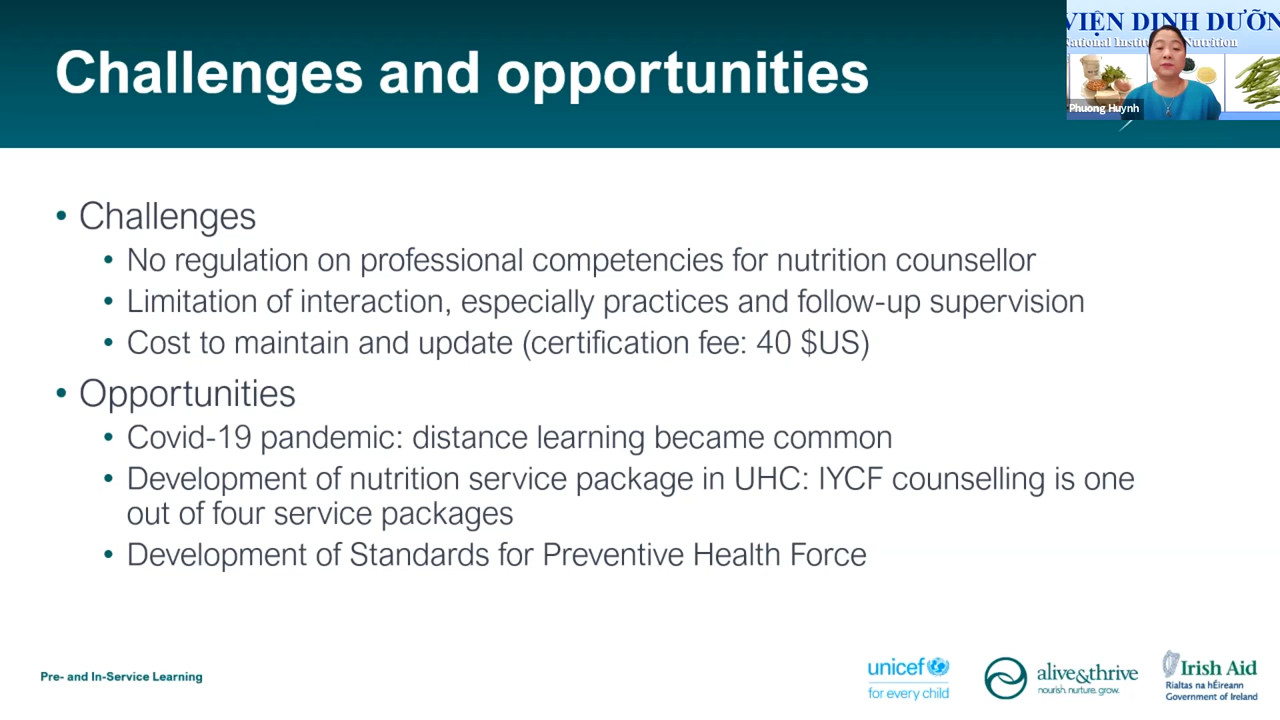 Challenges and opportunities
VIỆN DINH DƯỠN
National Instit Nutrition
Phuong Huynh
• Challenges
• No regulation on professional competencies for nutrition counsellor
• Limitation of interaction, especially practices and follow-up supervision
• Cost to maintain and update (certification fee: 40 $US)
• Opportunities
• Covid-19 pandemic: distance learning became common
• Development of nutrition service package in UHC: IYCF counselling is one
out of four service packages
• Development of Standards for Preventive Health Force
Pre- and In-Service Learning
unicef
for every child
alive&thrive
nourish. nurture. grow.
Irish Aid
Rialtas na hÉireann
Government of Ireland